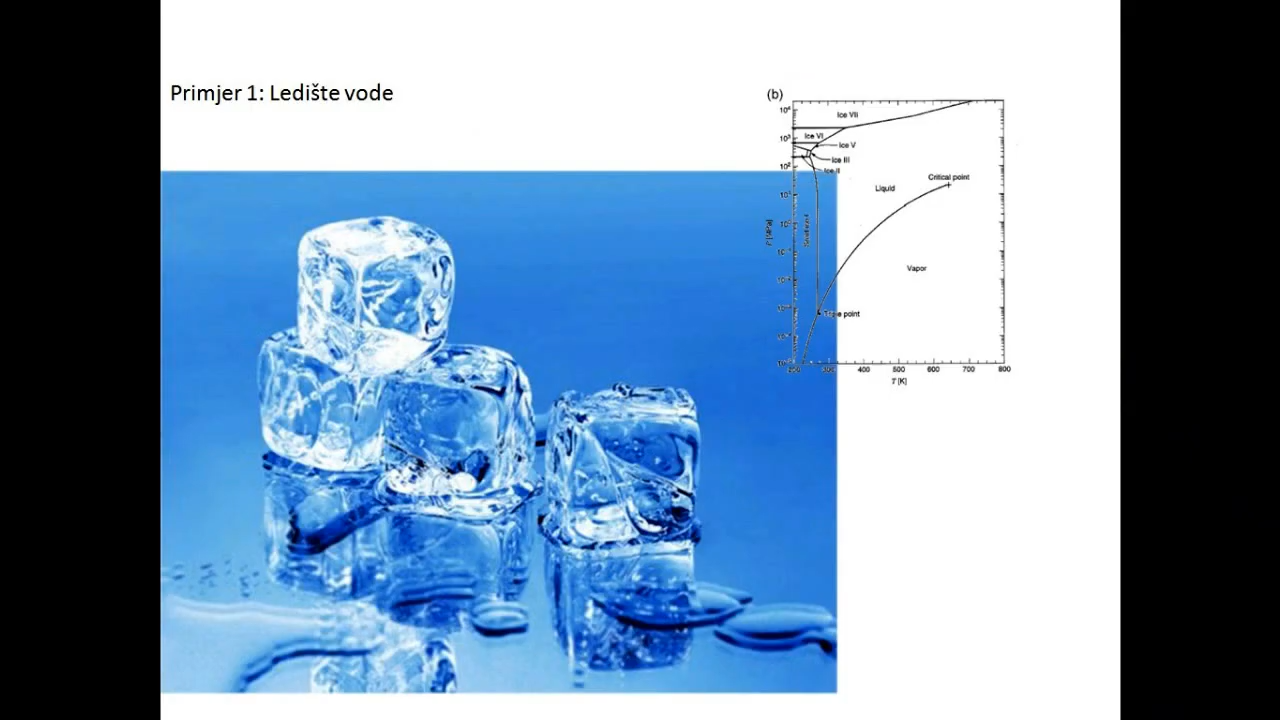 Primjer 1: Ledište vode
(b)
Ice VII
Ice VI
Ice V
Ice III
Ice II
Critical point
Liquid
Vapor
Triple point
400 500 600 700 800
T [K]